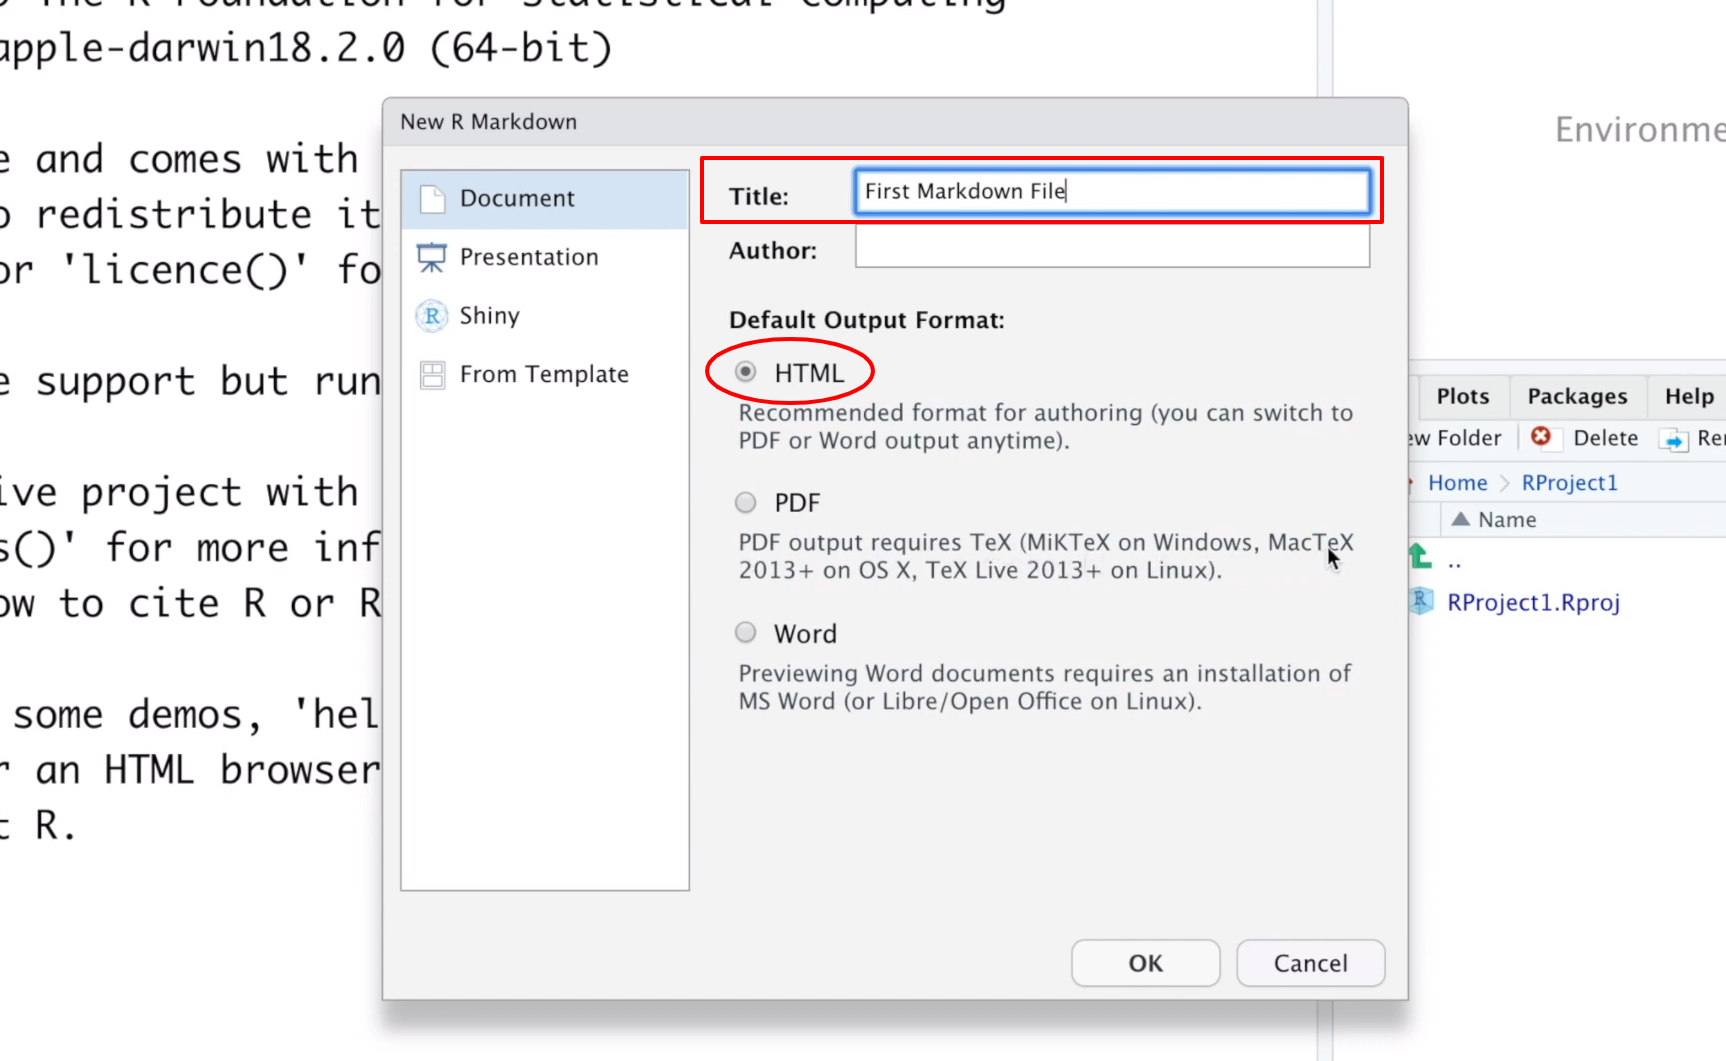 The R Foundation for Statistical Computing
apple-darwin18.2.0 (64-bit)
and comes with
redistribute it
or 'licence()' fo
support but run
ive project with
s()' for more inf
ow to cite R or R
some demos, 'hel
an HTML browser
R.
New R Markdown
Document
Presentation
Shiny
From Template
Title: First Markdown File
Author:
Default Output Format:
HTML
Recommended format for authoring (you can switch to
PDF or Word output anytime).
PDF
PDF output requires TeX (MiKTeX on Windows, MacTeX
2013+ on OS X, TeX Live 2013+ on Linux).
Word
Previewing Word documents requires an installation of
MS Word (or Libre/Open Office on Linux).
OK Cancel
Environme
Plots Packages Help
ew Folder Delete Re
Home RProject1
Name
..
RProject1.Rproj